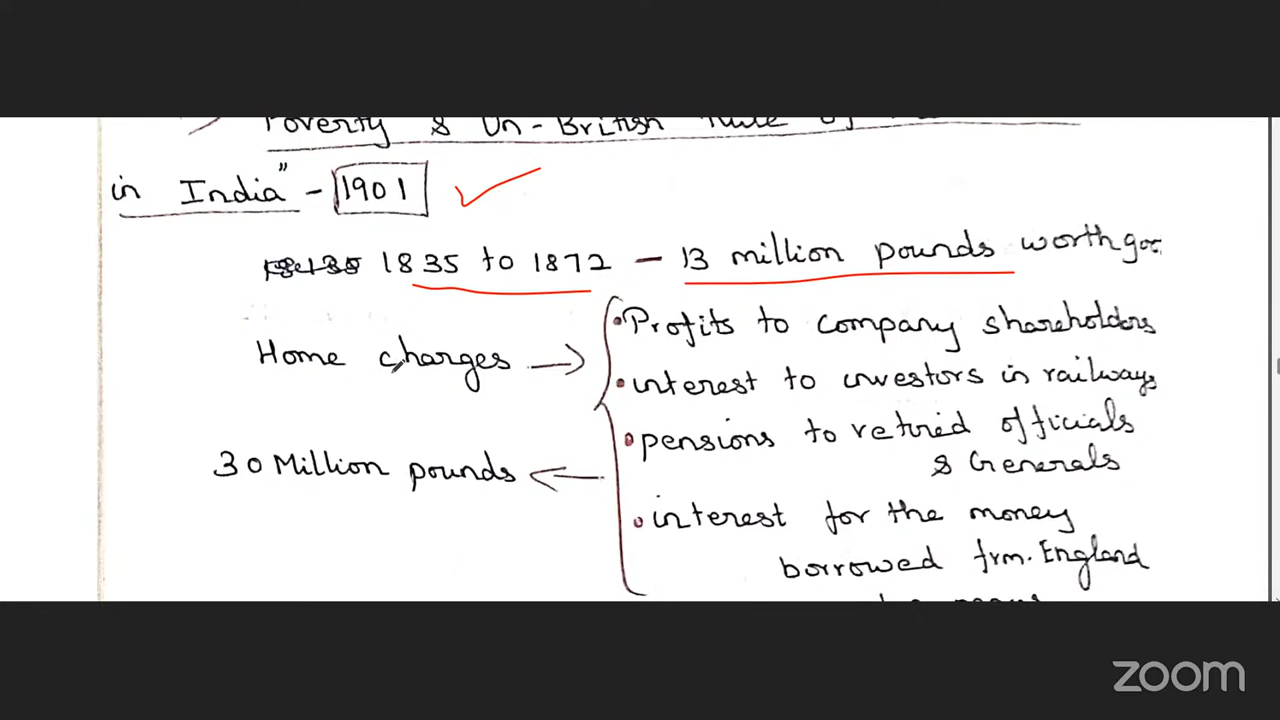 Poverty & Un-British Rule
in India" - 1901
1835 to 1872 - 13 million pounds worth
Home charges → • Profits to company shareholders
• interest to investors in railways
• pensions to retired officials
& Generals
30 Million pounds ←
• interest for the money
borrowed frm. England
zoom